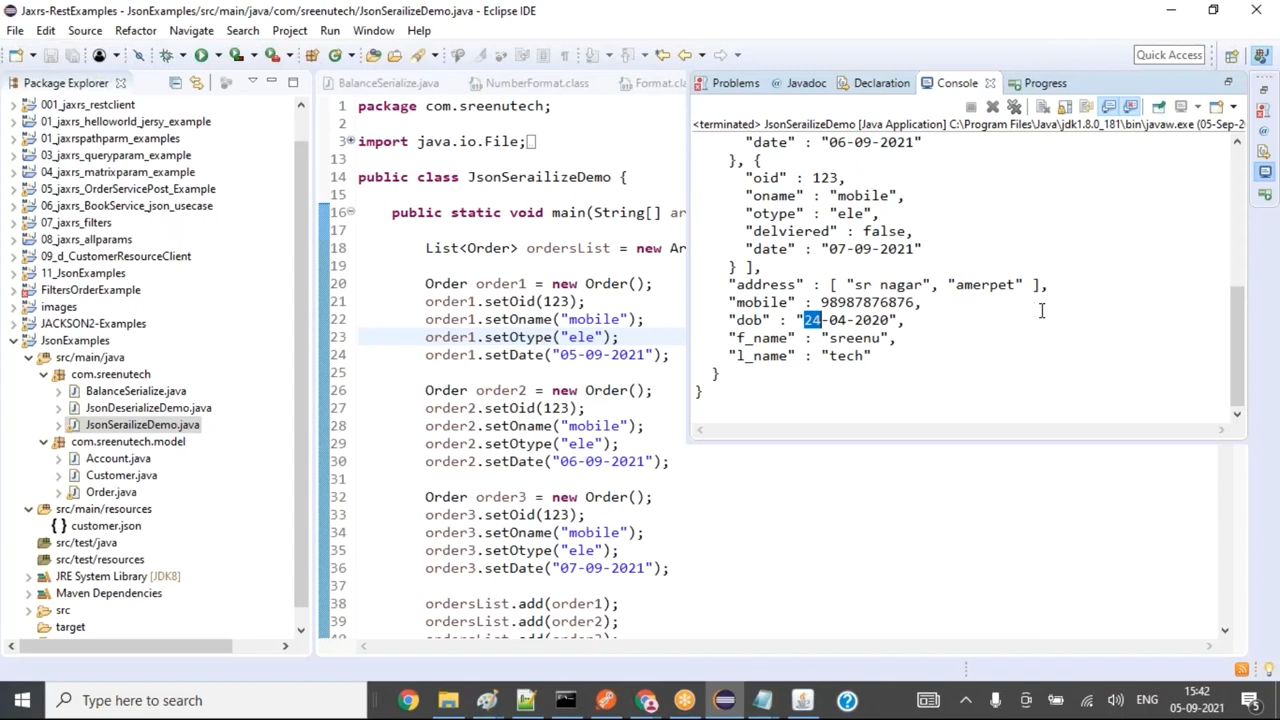 Jaxrs-RestExamples - JsonExamples/src/main/java/com/sreenutech/JsonSerailizeDemo.java - Eclipse IDE
File Edit Source Refactor Navigate Search Project Run Window Help
Quick Access
Package Explorer
001_jaxrs_restclient
01_jaxrs_helloworld_jersy_example
01_jaxrspathparm_examples
03_jaxrs_queryparam_example
04_jaxrs_matrixparam_example
05_jaxrs_OrderServicePost_Example
06_jaxrs_BookService_json_usecase
07_jaxrs_filters
08_jaxrs_allparams
09_d_CustomerResourceClient
11_JsonExamples
FiltersOrderExample
images
JACKSON2-Examples
JsonExamples
src/main/java
com.sreenutech
BalanceSerialize.java
JsonDeserializeDemo.java
JsonSerailizeDemo.java
com.sreenutech.model
Account.java
Customer.java
Order.java
src/main/resources
customer.json
src/test/java
src/test/resources
JRE System Library [JDK8]
Maven Dependencies
src
target
BalanceSerialize.java NumberFormat.class Format.cla
1 package com.sreenutech;
2
3 import java.io.File;
13
14 public class JsonSerailizeDemo {
15
16 public static void main(String[] ar
17
18 List<Order> ordersList = new Ar
19
20 Order order1 = new Order();
21 order1.setOid(123);
22 order1.setOname("mobile");
23 order1.setOtype("ele");
24 order1.setDate("05-09-2021");
25
26 Order order2 = new Order();
27 order2.setOid(123);
28 order2.setOname("mobile");
29 order2.setOtype("ele");
30 order2.setDate("06-09-2021");
31
32 Order order3 = new Order();
33 order3.setOid(123);
34 order3.setOname("mobile");
35 order3.setOtype("ele");
36 order3.setDate("07-09-2021");
37
38 ordersList.add(order1);
39 ordersList.add(order2);
Problems @ Javadoc Declaration Console Progress
<terminated> JsonSerailizeDemo [Java Application] C:\Program Files\Java\jdk1.8.0_181\bin\javaw.exe (05-Sep-2
"date" : "06-09-2021"
}, {
"oid" : 123,
"oname" : "mobile",
"otype" : "ele",
"delviered" : false,
"date" : "07-09-2021"
} ],
"address" : [ "sr nagar", "amerpet" ],
"mobile" : 98987876876,
"dob" : "24-04-2020",
"f_name" : "sreenu",
"l_name" : "tech"
}
}
Type here to search
ENG
15:42
05-09-2021
5